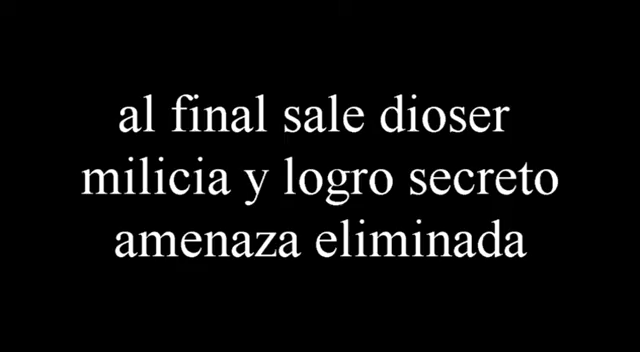 al final sale dioser
milicia y logro secreto
amenaza eliminada